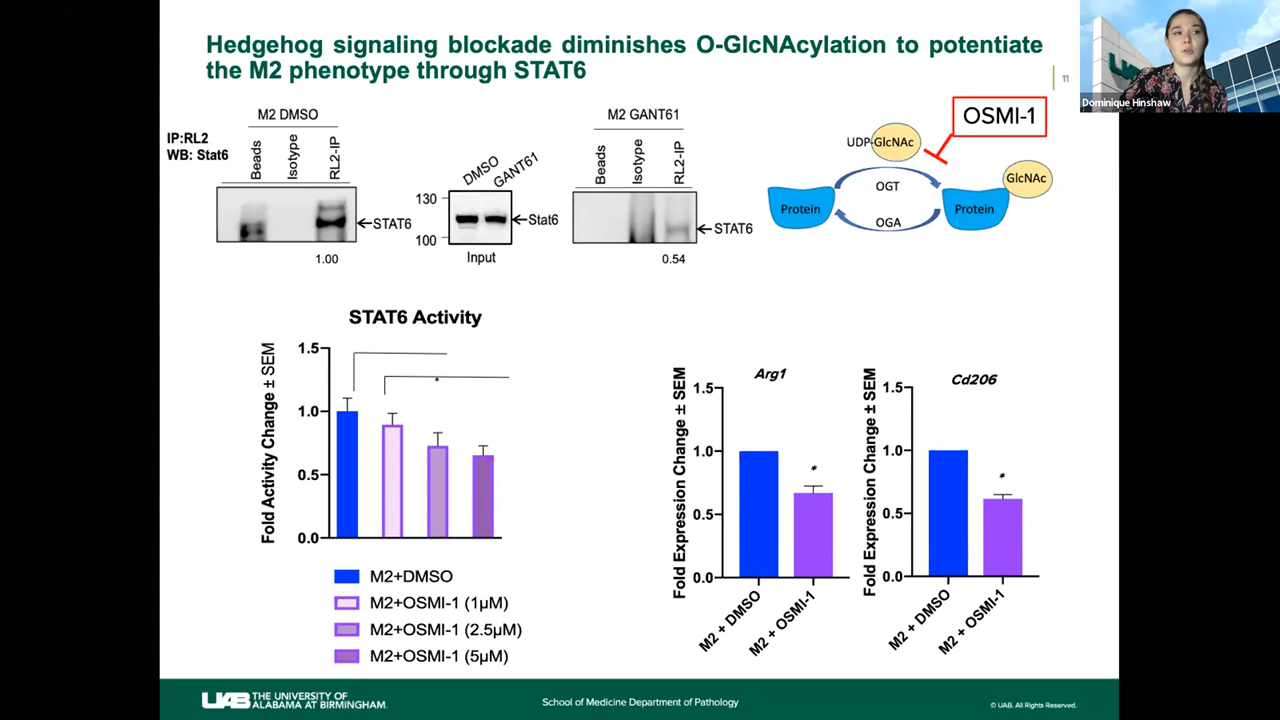 Hedgehog signaling blockade diminishes O-GlcNAcylation to potentiate
the M2 phenotype through STAT6
11
Dominique Hinshaw
M2 DMSO
IP:RL2
WB: Stat6
Beads
Isotype
RL2-IP
STAT6
1.00
DMSO
GANT61
130
100
Stat6
Input
M2 GANT61
Beads
Isotype
RL2-IP
STAT6
0.54
OSMI-1
UDP-GlcNAc
GlcNAc
OGT
Protein
Protein
OGA
STAT6 Activity
Fold Activity Change ± SEM
1.5
1.0
0.5
0.0
*
M2+DMSO
M2+OSMI-1 (1µM)
M2+OSMI-1 (2.5µM)
M2+OSMI-1 (5µM)
Arg1
Fold Expression Change ± SEM
1.5
1.0
0.5
0.0
*
M2 + DMSO
M2 + OSMI-1
Cd206
Fold Expression Change ± SEM
1.5
1.0
0.5
0.0
*
M2 + DMSO
M2 + OSMI-1
UAB THE UNIVERSITY OF
ALABAMA AT BIRMINGHAM.
School of Medicine Department of Pathology
© UAB. All Rights Reserved.